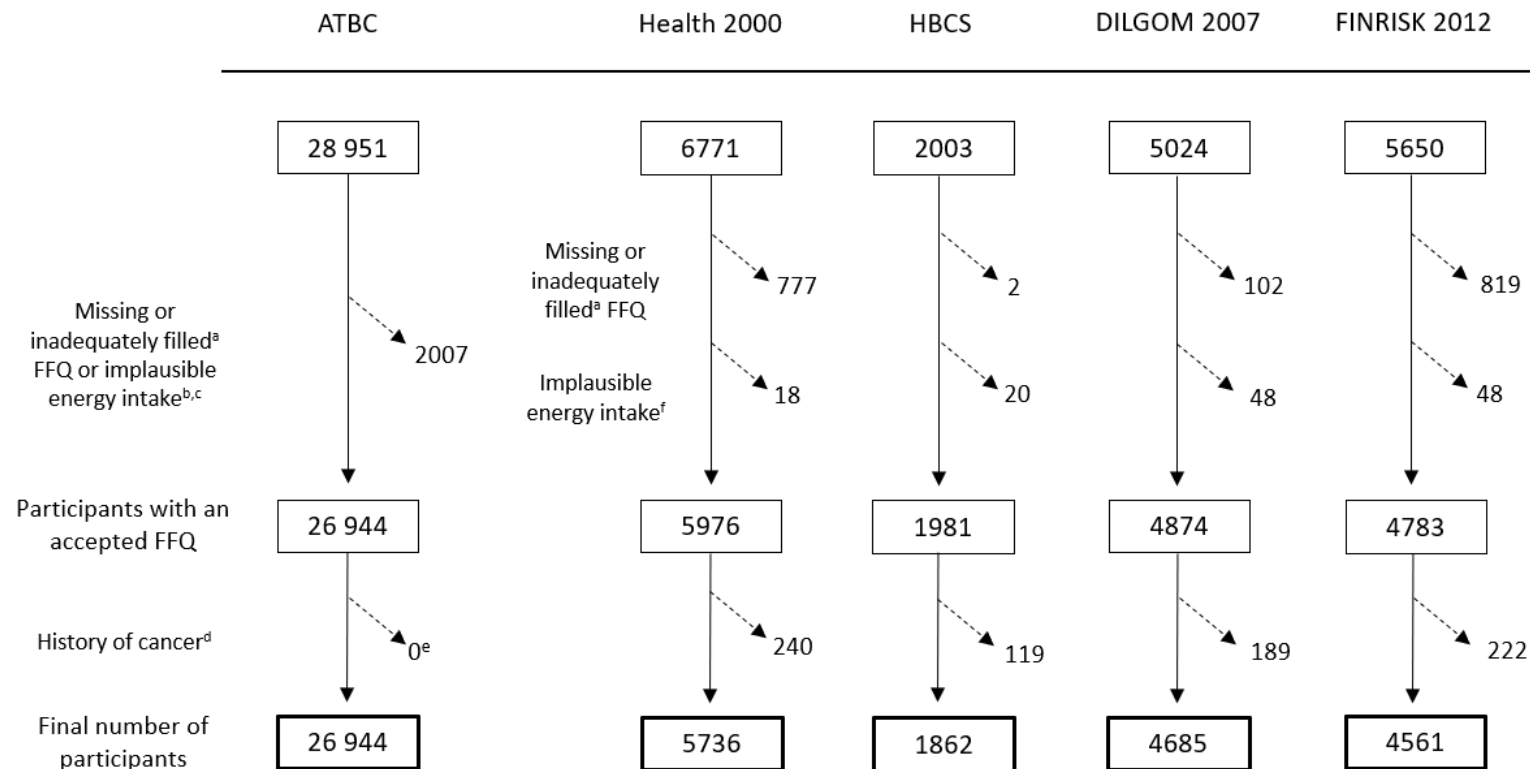 ATBC Health 2000 HBCS DILGOM 2007 FINRISK 2012
28 951 6771 2003 5024 5650
Missing or
inadequately
filledᵃ FFQ
777 2 102 819
Missing or
inadequately filledᵃ
FFQ or implausible
energy intakeᵇ,ᶜ
2007
Implausible
energy intakeᶠ
18 20 48 48
Participants with an
accepted FFQ
26 944 5976 1981 4874 4783
History of cancerᵈ
0ᵉ 240 119 189 222
Final number of
participants
26 944 5736 1862 4685 4561